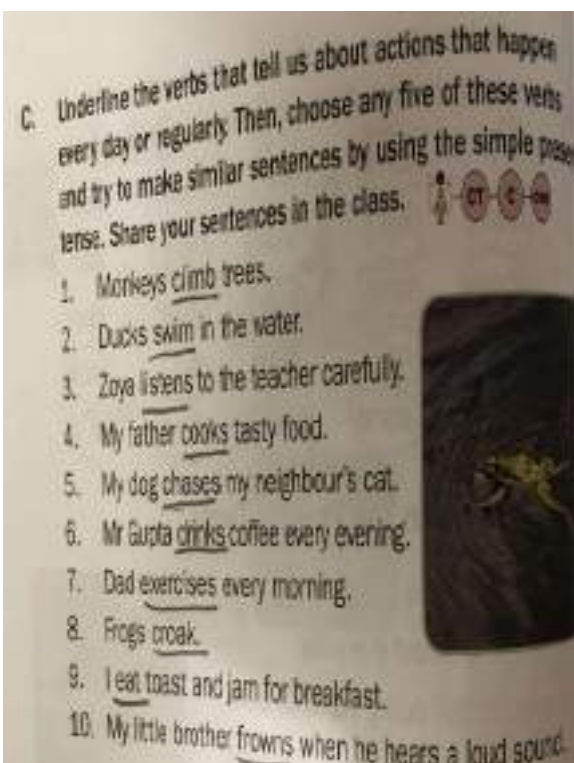 C. Underline the verbs that tell us about actions that happen
every day or regularly. Then, choose any five of these verbs
and try to make similar sentences by using the simple
tense. Share your sentences in the class. CT C
1. Monkeys climb trees.
2. Ducks swim in the water.
3. Zoya listens to the teacher carefully.
4. My father cooks tasty food.
5. My dog chases my neighbour's cat.
6. Mr Gupta drinks coffee every evening.
7. Dad exercises every morning.
8. Frogs croak.
9. I eat toast and jam for breakfast.
10. My little brother frowns when he hears a loud sound.